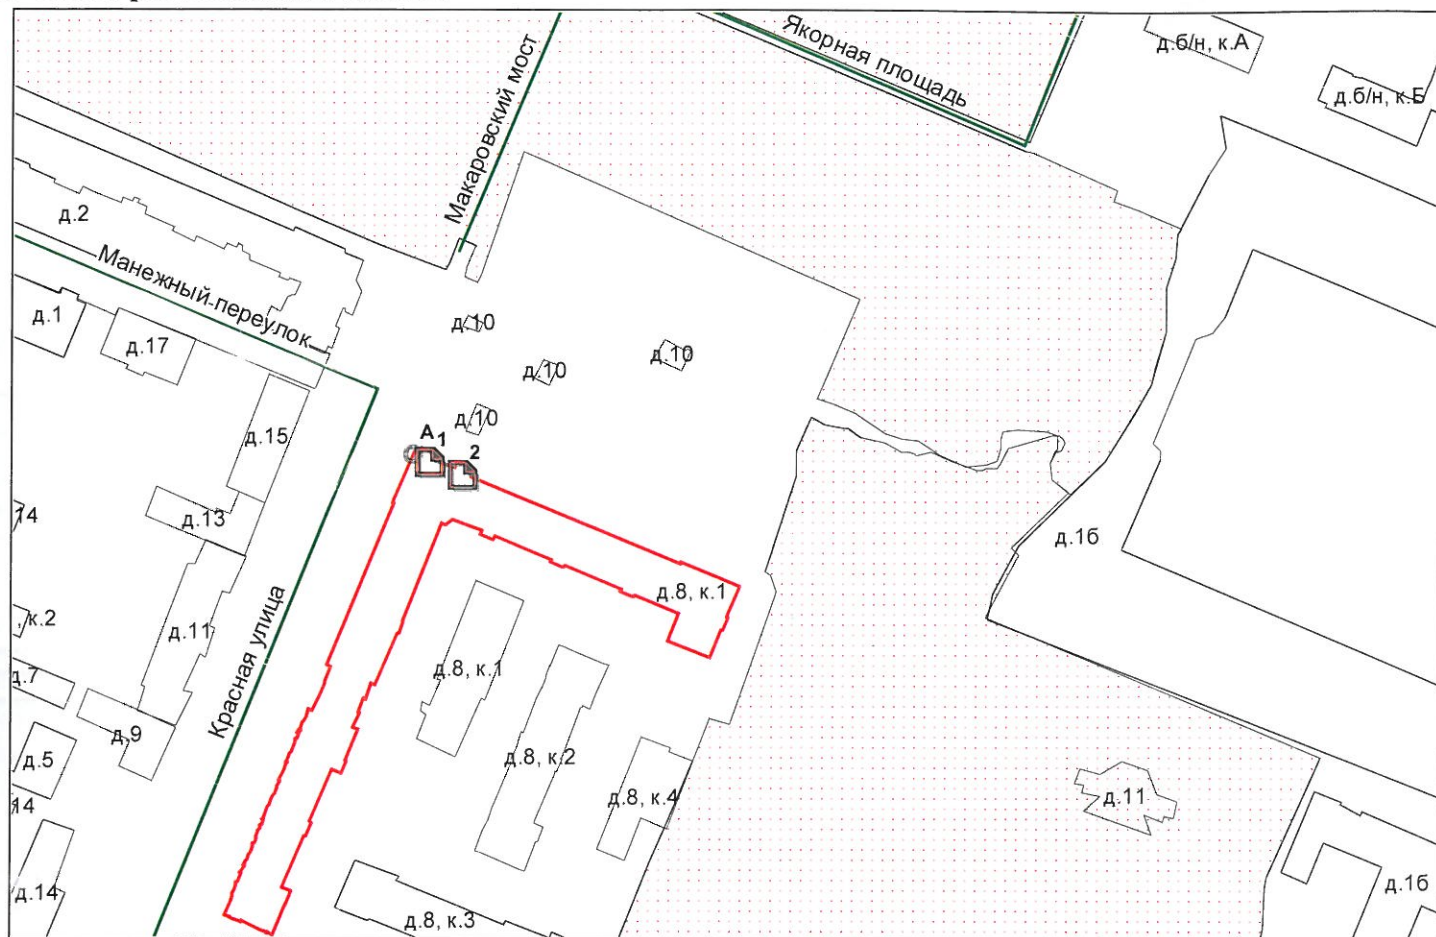 Якорная площадь
д.б/н, к.А
д.б/н, к.Б
Макаровский мост
д.2
Манежный переулок
д.1
д.17
д.10
д.10
д.10
д.10
д.15
А
1
2
14
д.13
д.16
д.8, к.1
, к.2
д.11
Красная улица
д.8, к.1
д.7
д.9
д.5
д.8, к.2
д.8, к.4
д.11
14
д.14
д.8, к.3
д.16